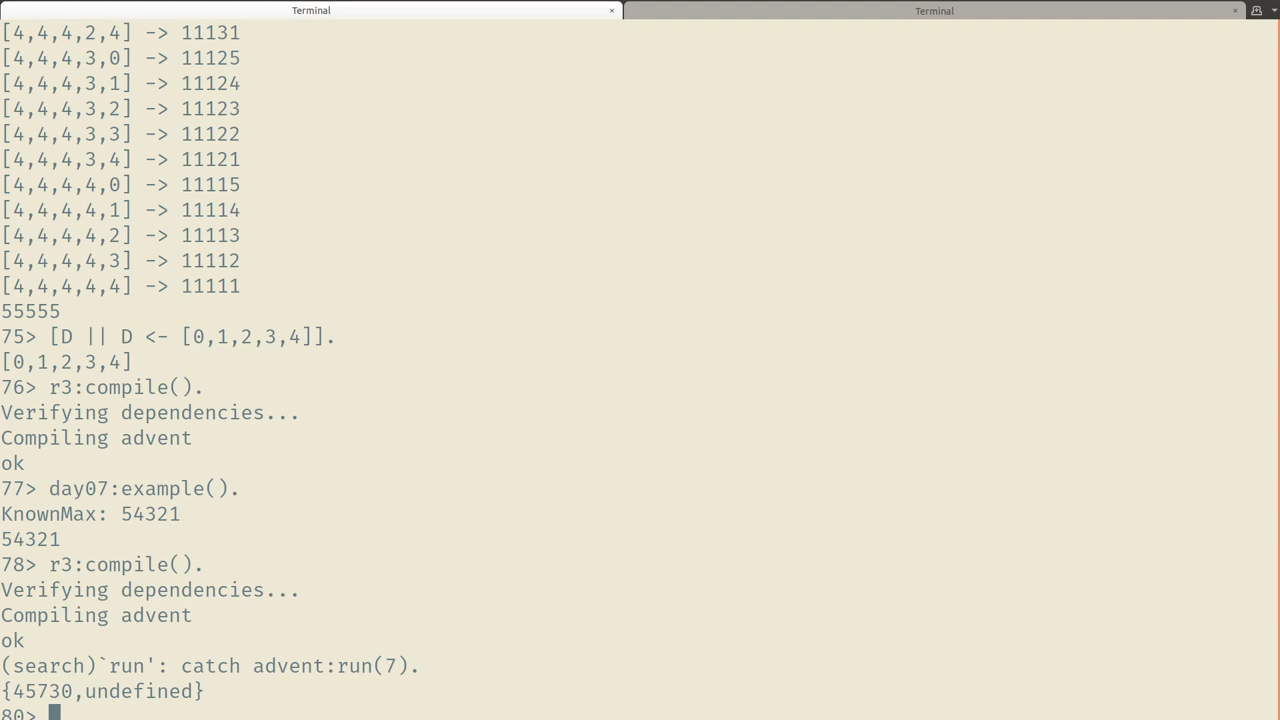 Terminal × Terminal ×
[4,4,4,2,4] -> 11131
[4,4,4,3,0] -> 11125
[4,4,4,3,1] -> 11124
[4,4,4,3,2] -> 11123
[4,4,4,3,3] -> 11122
[4,4,4,3,4] -> 11121
[4,4,4,4,0] -> 11115
[4,4,4,4,1] -> 11114
[4,4,4,4,2] -> 11113
[4,4,4,4,3] -> 11112
[4,4,4,4,4] -> 11111
55555
75> [D || D <- [0,1,2,3,4]].
[0,1,2,3,4]
76> r3:compile().
Verifying dependencies...
Compiling advent
ok
77> day07:example().
KnownMax: 54321
54321
78> r3:compile().
Verifying dependencies...
Compiling advent
ok
(search)`run': catch advent:run(7).
{45730,undefined}
80>